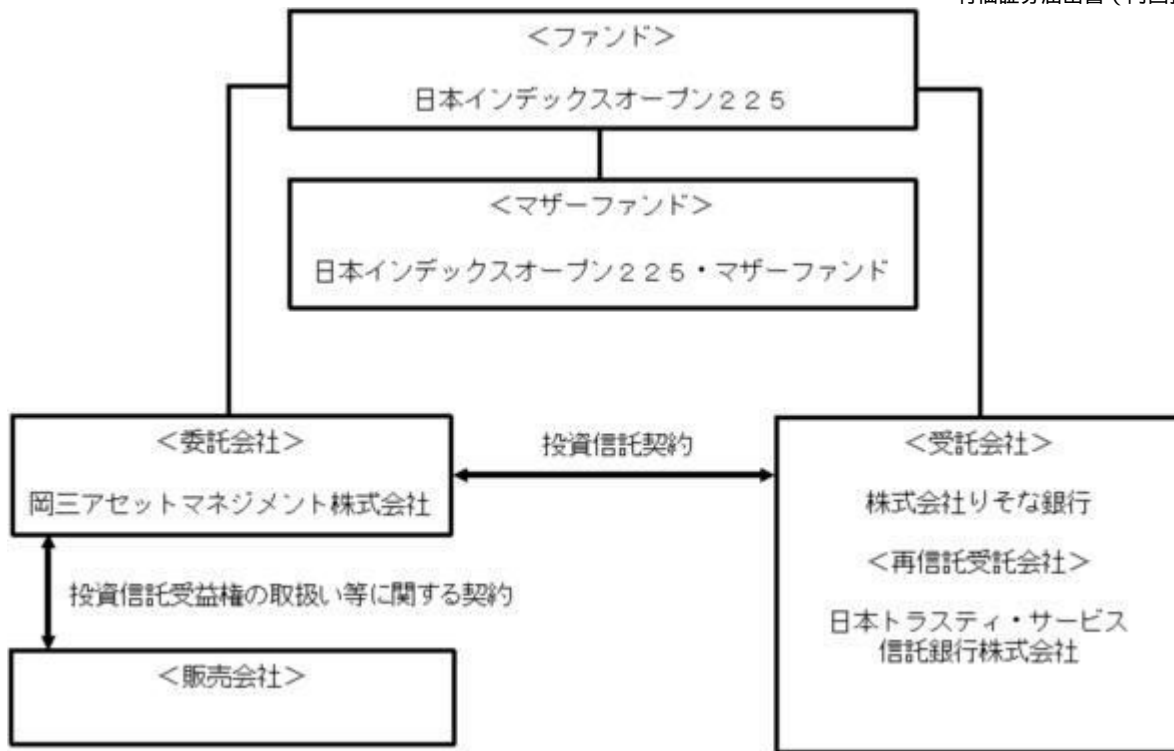 ＜ファンド＞
日本インデックスオープン２２５
＜マザーファンド＞
日本インデックスオープン２２５・マザーファンド
＜委託会社＞
岡三アセットマネジメント株式会社
投資信託契約
＜受託会社＞
株式会社りそな銀行
＜再信託受託会社＞
日本トラスティ・サービス
信託銀行株式会社
投資信託受益権の取扱い等に関する契約
＜販売会社＞